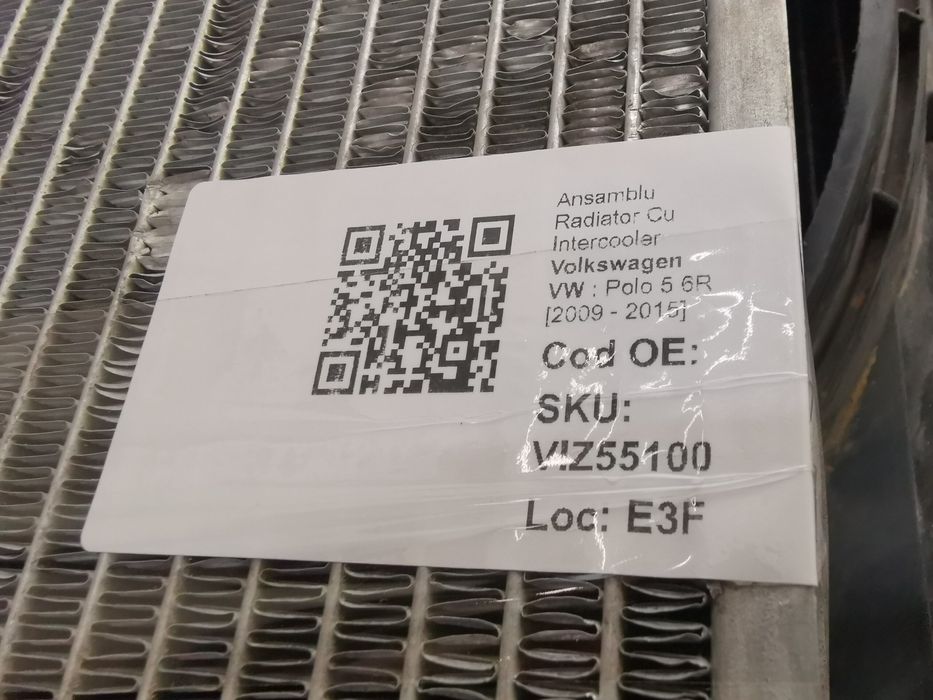 Ansamblu
Radiator Cu
Intercooler
Volkswagen
VW : Polo 5 6R
[2009 - 2015]
Cod OE:
SKU:
VIZ55100
Loc: E3F